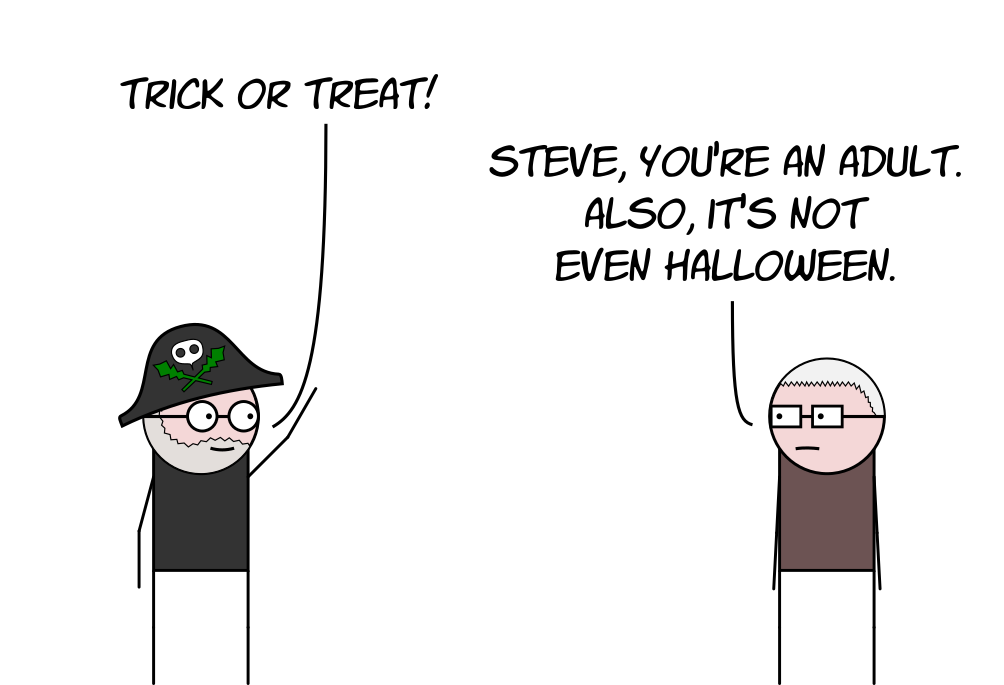 TRICK OR TREAT!
STEVE, YOU'RE AN ADULT.
ALSO, IT'S NOT
EVEN HALLOWEEN.